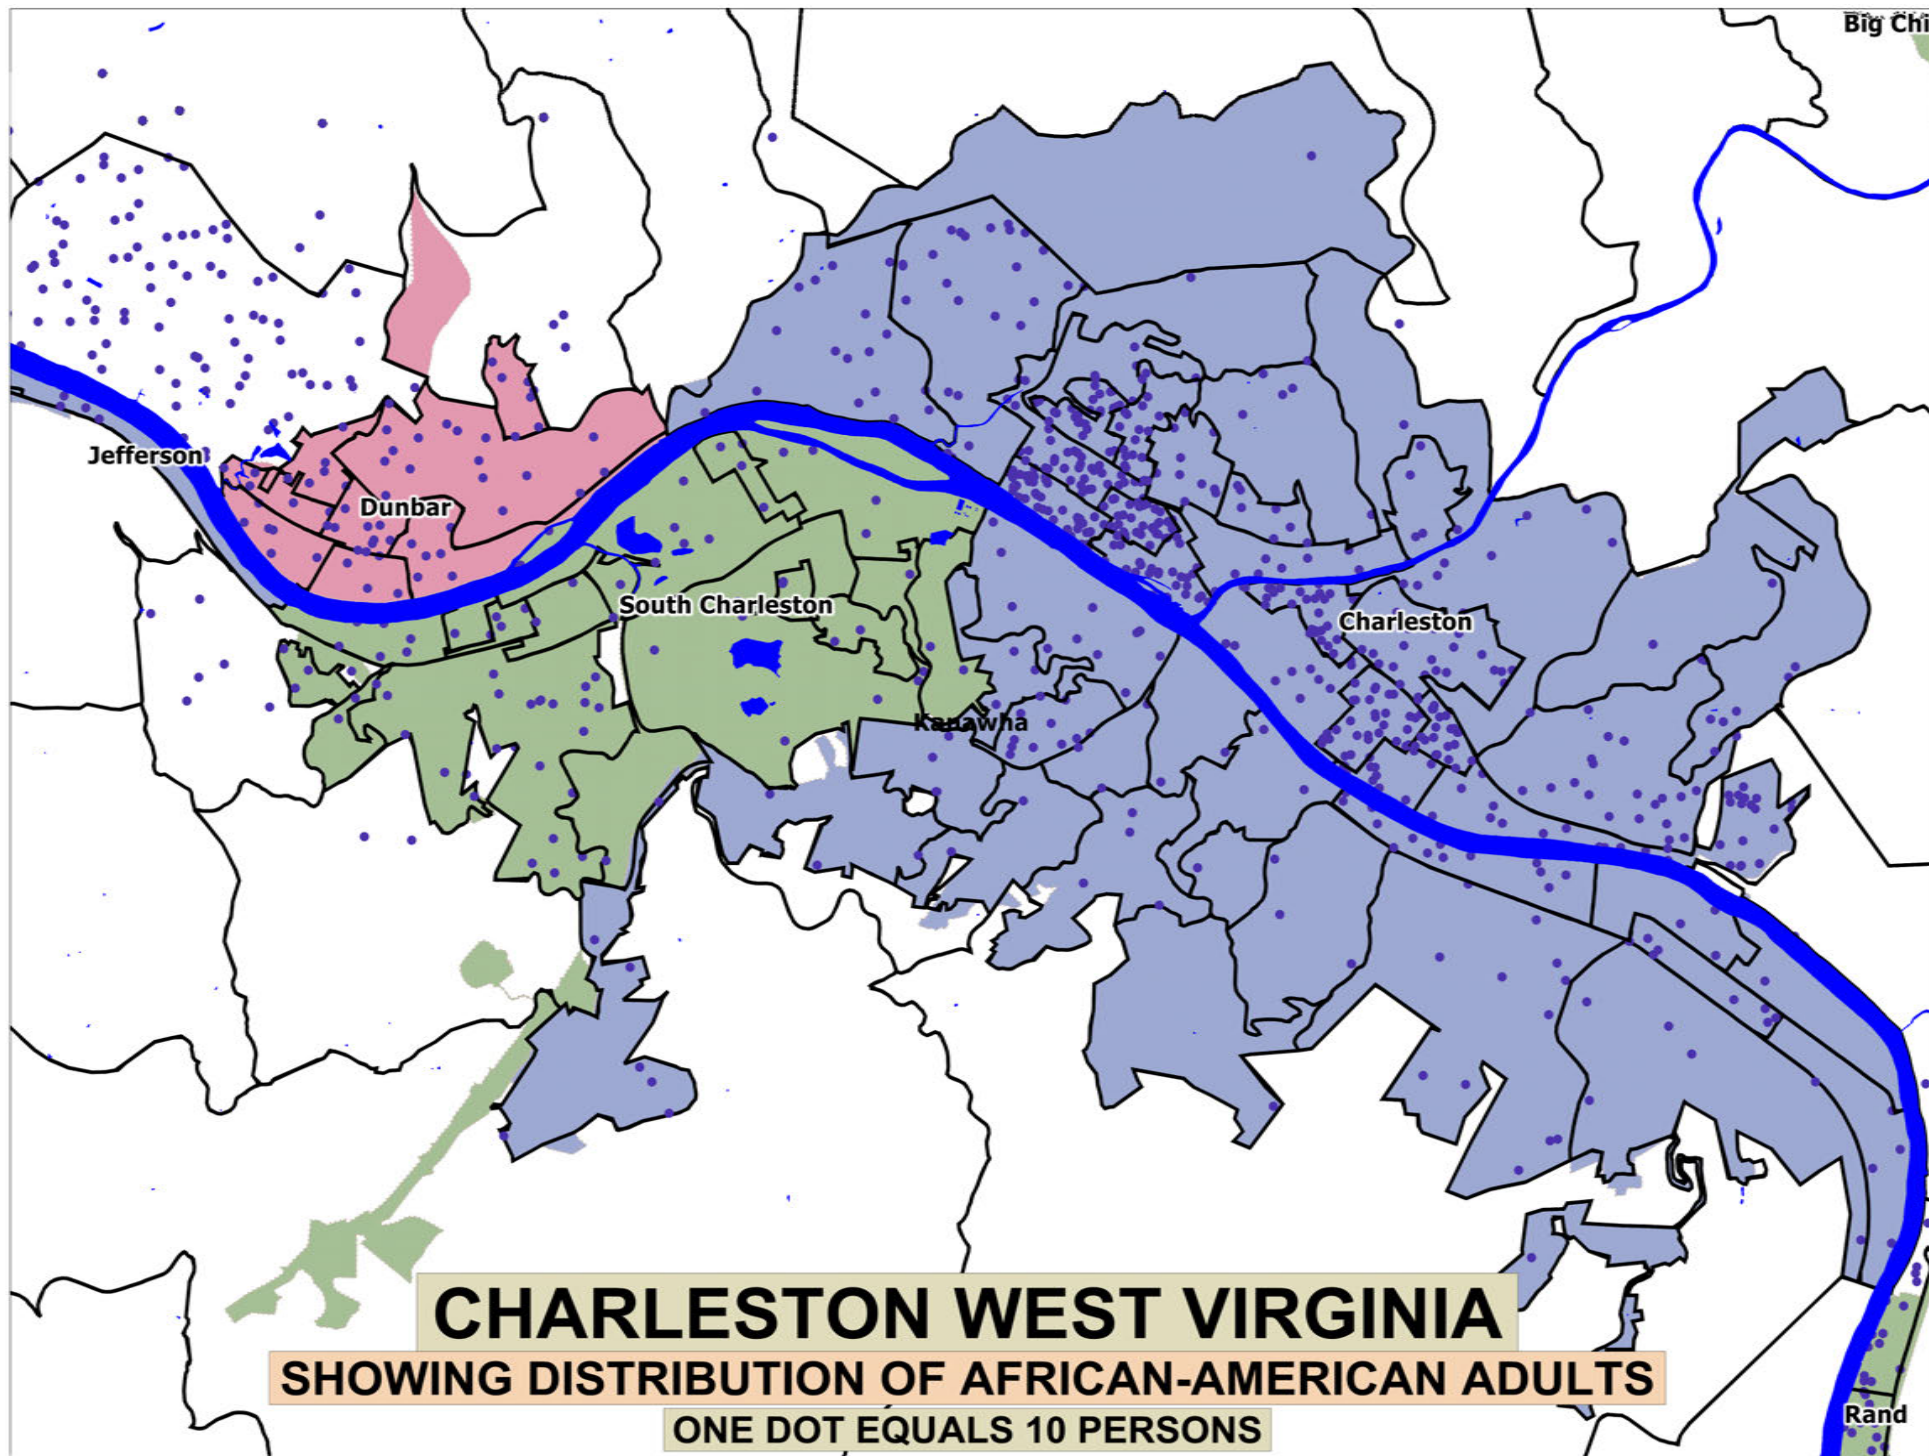 Big Chi
Jefferson
Dunbar
South Charleston
Charleston
Kanawha
CHARLESTON WEST VIRGINIA
SHOWING DISTRIBUTION OF AFRICAN-AMERICAN ADULTS
ONE DOT EQUALS 10 PERSONS
Rand